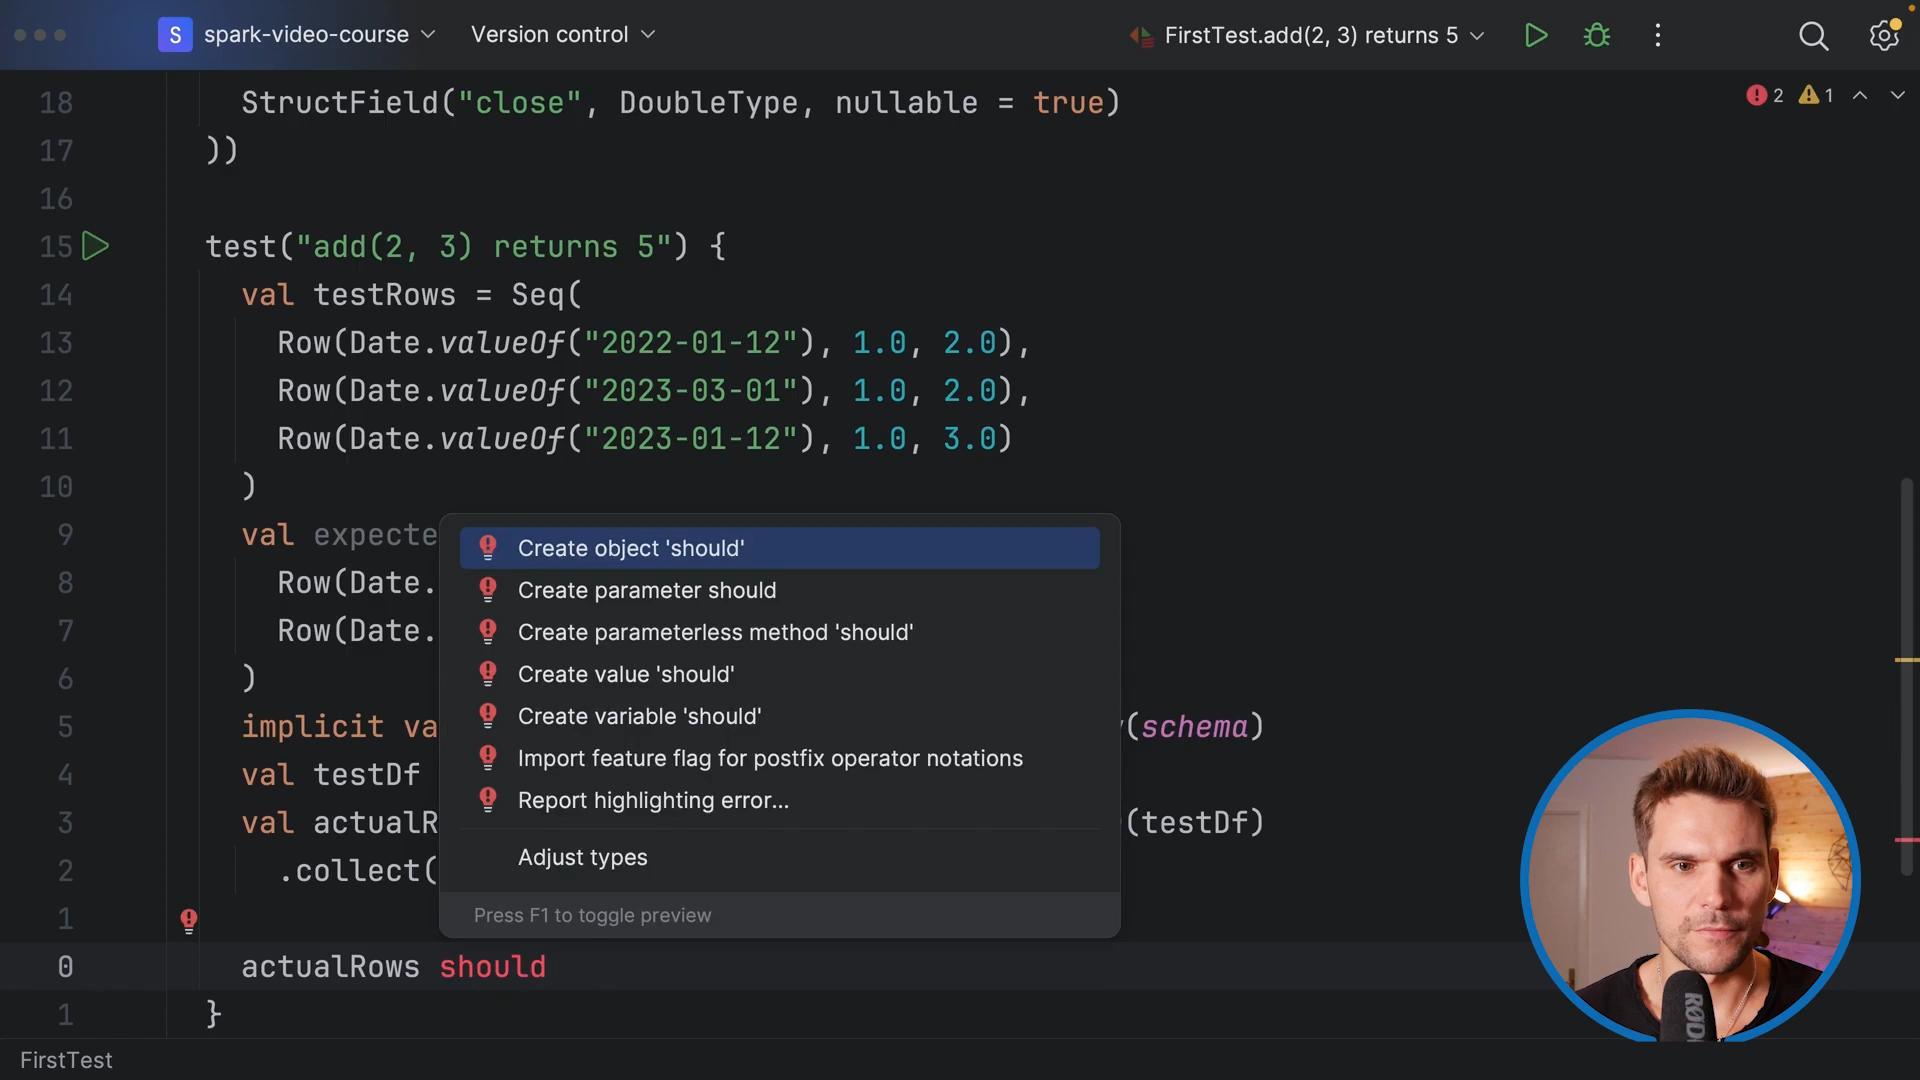 S spark-video-course Version control FirstTest.add(2, 3) returns 5
18 StructField("close", DoubleType, nullable = true) 2 1
17 ))
16
15 test("add(2, 3) returns 5") {
14 val testRows = Seq(
13 Row(Date.valueOf("2022-01-12"), 1.0, 2.0),
12 Row(Date.valueOf("2023-03-01"), 1.0, 2.0),
11 Row(Date.valueOf("2023-01-12"), 1.0, 3.0)
10 )
9 val expecte
Create object 'should'
8 Row(Date.
Create parameter should
7 Row(Date.
Create parameterless method 'should'
6 )
Create value 'should'
5 implicit va (schema)
Create variable 'should'
Import feature flag for postfix operator notations
4 val testDf
Report highlighting error...
3 val actualR (testDf)
Adjust types
2 .collect(
Press F1 to toggle preview
1
0 actualRows should
1 }
FirstTest